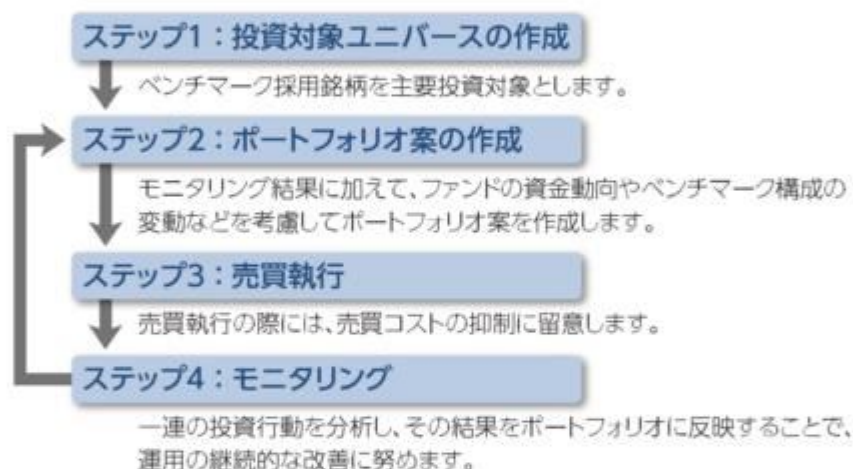 ステップ1：投資対象ユニバースの作成
ベンチマーク採用銘柄を主要投資対象とします。
ステップ2：ポートフォリオ案の作成
モニタリング結果に加えて、ファンドの資金動向やベンチマーク構成の
変動などを考慮してポートフォリオ案を作成します。
ステップ3：売買執行
売買執行の際には、売買コストの抑制に留意します。
ステップ4：モニタリング
一連の投資行動を分析し、その結果をポートフォリオに反映することで、
運用の継続的な改善に努めます。